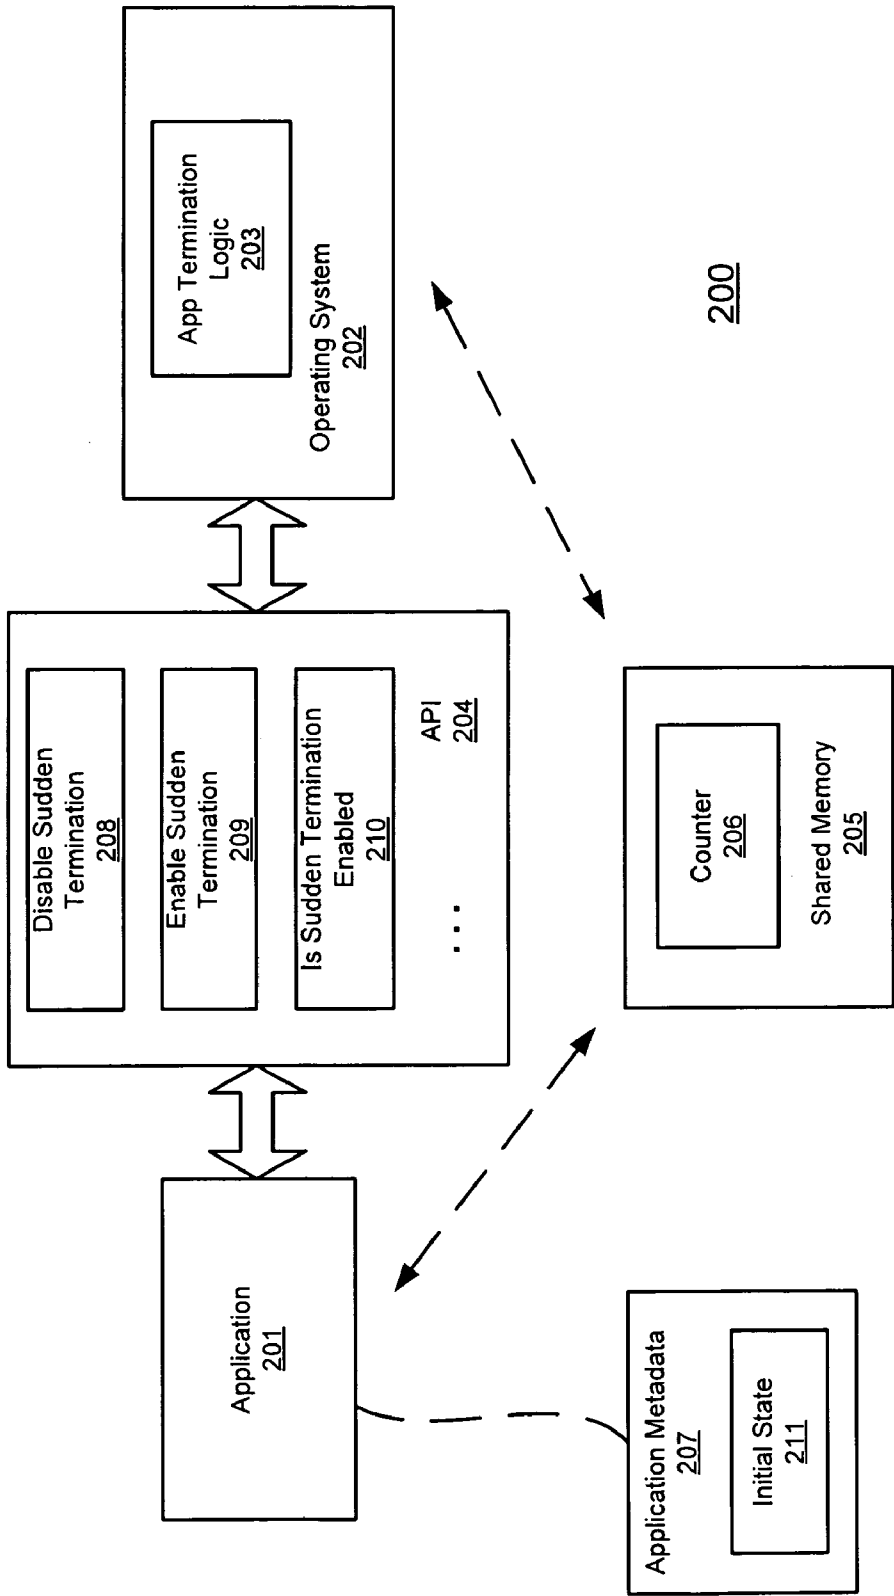 Application
201
Disable Sudden
Termination
208
Enable Sudden
Termination
209
Is Sudden Termination
Enabled
210
...
API
204
App Termination
Logic
203
Operating System
202
Application Metadata
207
Initial State
211
Counter
206
Shared Memory
205
200